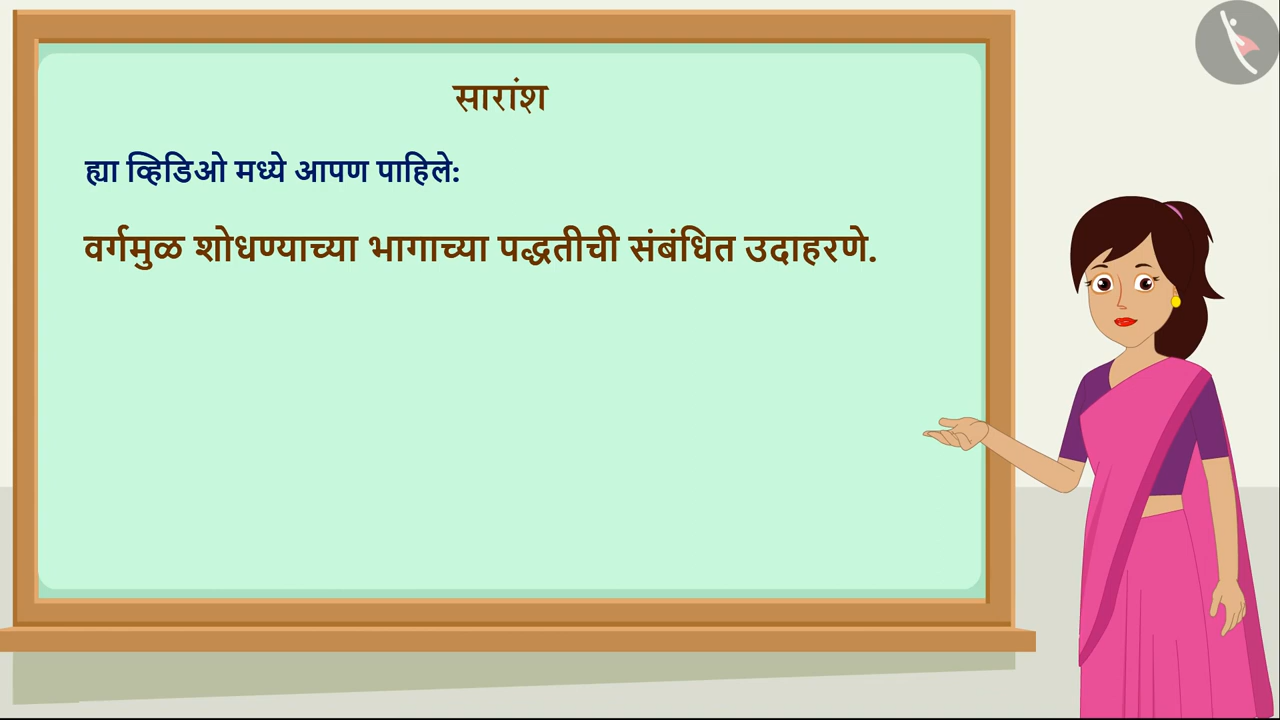 सारांश
ह्या व्हिडिओ मध्ये आपण पाहिले:
वर्गमुळ शोधण्याच्या भागाच्या पद्धतीची संबंधित उदाहरणे.